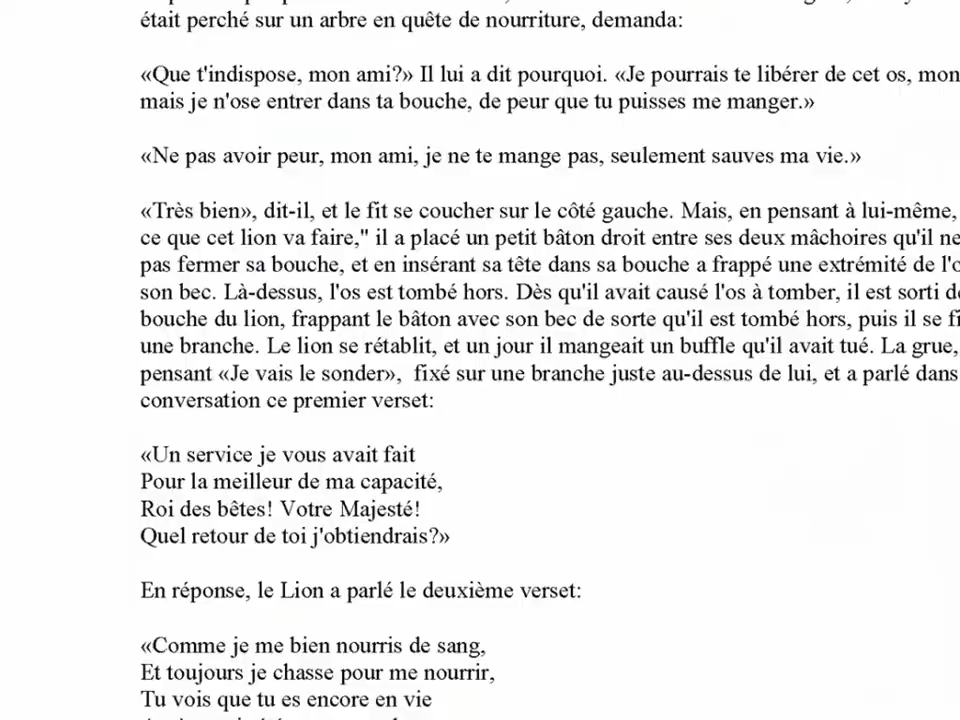 était perché sur un arbre en quête de nourriture, demanda:
«Que t'indispose, mon ami?» Il lui a dit pourquoi. «Je pourrais te libérer de cet os, mon
mais je n'ose entrer dans ta bouche, de peur que tu puisses me manger.»
«Ne pas avoir peur, mon ami, je ne te mange pas, seulement sauves ma vie.»
«Très bien», dit-il, et le fit se coucher sur le côté gauche. Mais, en pensant à lui-même,
ce que cet lion va faire," il a placé un petit bâton droit entre ses deux mâchoires qu'il ne
pas fermer sa bouche, et en insérant sa tête dans sa bouche a frappé une extrémité de
son bec. Là-dessus, l'os est tombé hors. Dès qu'il avait causé l'os à tomber, il est sorti
bouche du lion, frappant le bâton avec son bec de sorte qu'il est tombé hors, puis il se
une branche. Le lion se rétablit, et un jour il mangeait un buffle qu'il avait tué. La grue,
pensant «Je vais le sonder», fixé sur une branche juste au-dessus de lui, et a parlé dans
conversation ce premier verset:
«Un service je vous avait fait
Pour la meilleur de ma capacité,
Roi des bêtes! Votre Majesté!
Quel retour de toi j'obtiendrais?»
En réponse, le Lion a parlé le deuxième verset:
«Comme je me bien nourris de sang,
Et toujours je chasse pour me nourrir,
Tu vois que tu es encore en vie